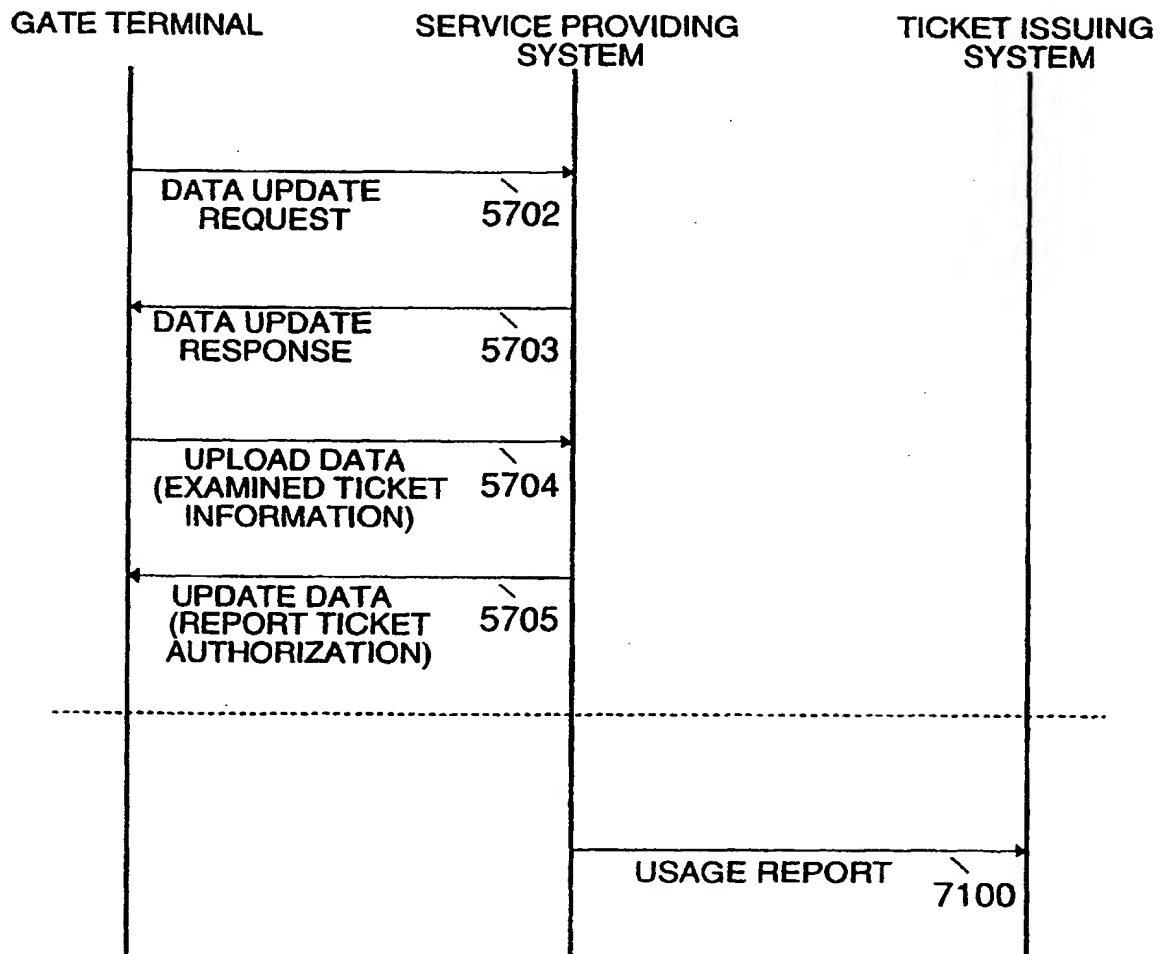 GATE TERMINAL
SERVICE PROVIDING
SYSTEM
TICKET ISSUING
SYSTEM
DATA UPDATE
REQUEST
5702
DATA UPDATE
RESPONSE
5703
UPLOAD DATA
(EXAMINED TICKET
INFORMATION)
5704
UPDATE DATA
(REPORT TICKET
AUTHORIZATION)
5705
USAGE REPORT
7100